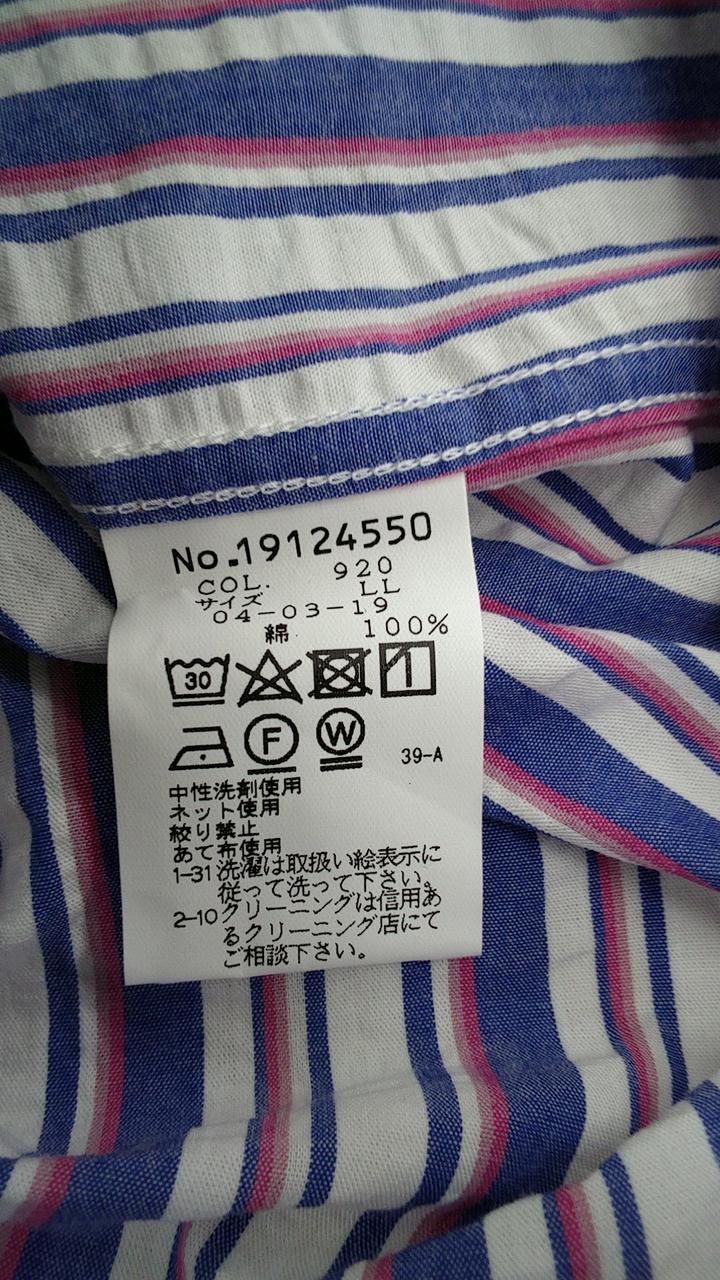 No.19124550
COL. 920
サイズ LL
04-03-19
綿 100%
30
F W 39-A
中性洗剤使用
ネット使用
絞り禁止
あて布使用
1-31 洗濯は取扱い絵表示に
従って洗って下さい。
2-10 クリーニングは信用あ
るクリーニング店にて
ご相談下さい。